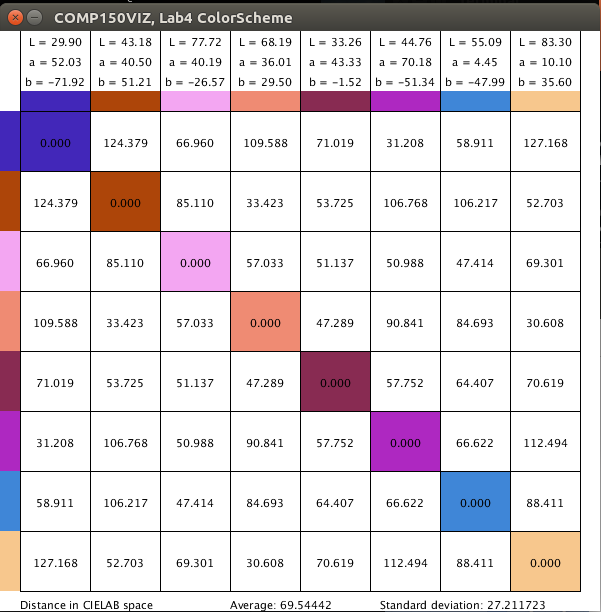 COMP150VIZ, Lab4 ColorScheme
L = 29.90 L = 43.18 L = 77.72 L = 68.19 L = 33.26 L = 44.76 L = 55.09 L = 83.30
a = 52.03 a = 40.50 a = 40.19 a = 36.01 a = 43.33 a = 70.18 a = 4.45 a = 10.10
b = -71.92 b = 51.21 b = -26.57 b = 29.50 b = -1.52 b = -51.34 b = -47.99 b = 35.60
0.000 124.379 66.960 109.588 71.019 31.208 58.911 127.168
124.379 0.000 85.110 33.423 53.725 106.768 106.217 52.703
66.960 85.110 0.000 57.033 51.137 50.988 47.414 69.301
109.588 33.423 57.033 0.000 47.289 90.841 84.693 30.608
71.019 53.725 51.137 47.289 0.000 57.752 64.407 70.619
31.208 106.768 50.988 90.841 57.752 0.000 66.622 112.494
58.911 106.217 47.414 84.693 64.407 66.622 0.000 88.411
127.168 52.703 69.301 30.608 70.619 112.494 88.411 0.000
Distance in CIELAB space Average: 69.54442 Standard deviation: 27.211723